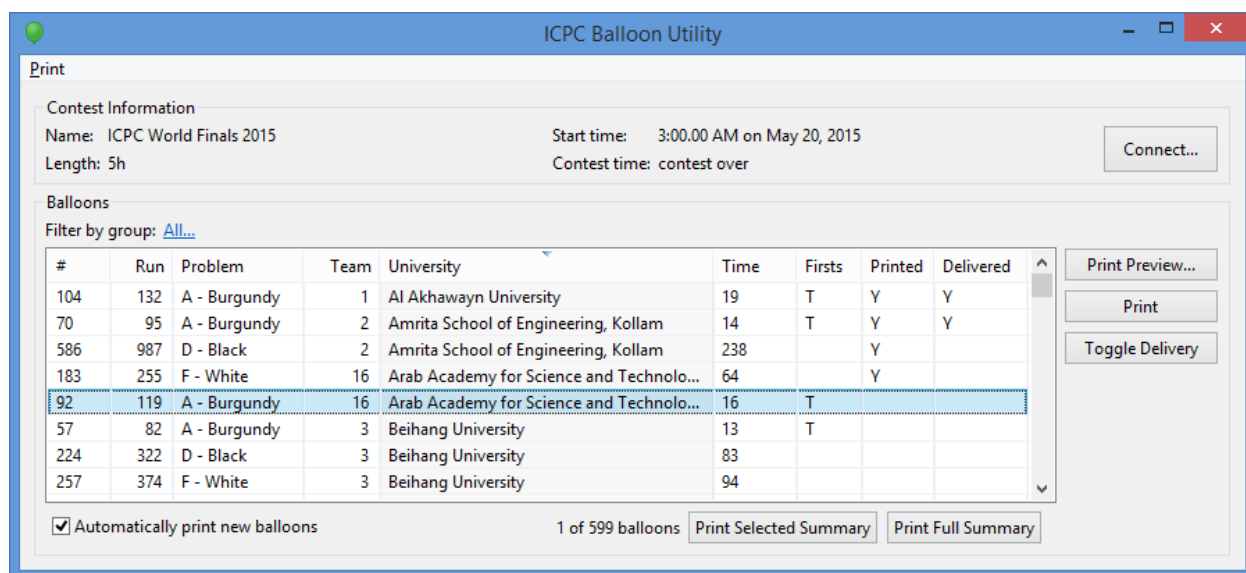 ICPC Balloon Utility
Print
Contest Information
Name: ICPC World Finals 2015 Start time: 3:00.00 AM on May 20, 2015
Length: 5h Contest time: contest over
Connect...
Balloons
Filter by group: All...
# Run Problem Team University Time Firsts Printed Delivered
104 132 A - Burgundy 1 Al Akhawayn University 19 T Y Y
70 95 A - Burgundy 2 Amrita School of Engineering, Kollam 14 T Y Y
586 987 D - Black 2 Amrita School of Engineering, Kollam 238 Y
183 255 F - White 16 Arab Academy for Science and Technolo... 64 Y
92 119 A - Burgundy 16 Arab Academy for Science and Technolo... 16 T
57 82 A - Burgundy 3 Beihang University 13 T
224 322 D - Black 3 Beihang University 83
257 374 F - White 3 Beihang University 94
Print Preview...
Print
Toggle Delivery
Automatically print new balloons 1 of 599 balloons Print Selected Summary Print Full Summary